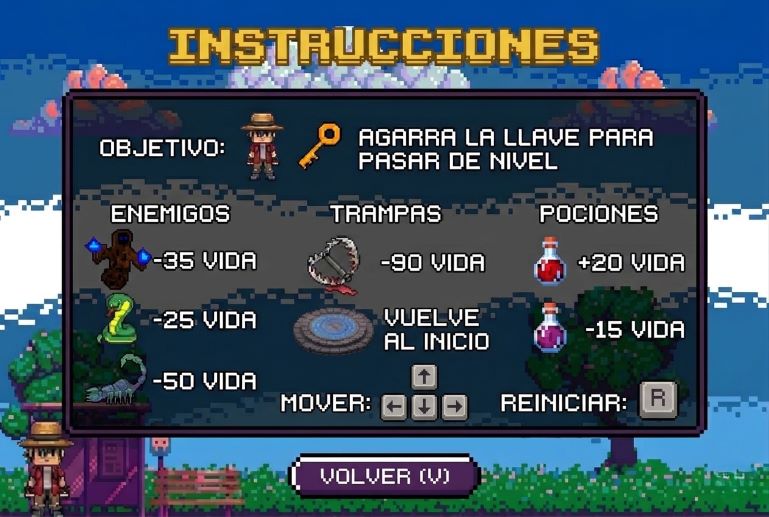 INSTRUCCIONES
OBJETIVO:
AGARRA LA LLAVE PARA
PASAR DE NIVEL
ENEMIGOS
-35 VIDA
-25 VIDA
-50 VIDA
TRAMPAS
-90 VIDA
VUELVE
AL INICIO
POCIONES
+20 VIDA
-15 VIDA
MOVER: ↑ ← ↓ →
REINICIAR: R
VOLVER (V)